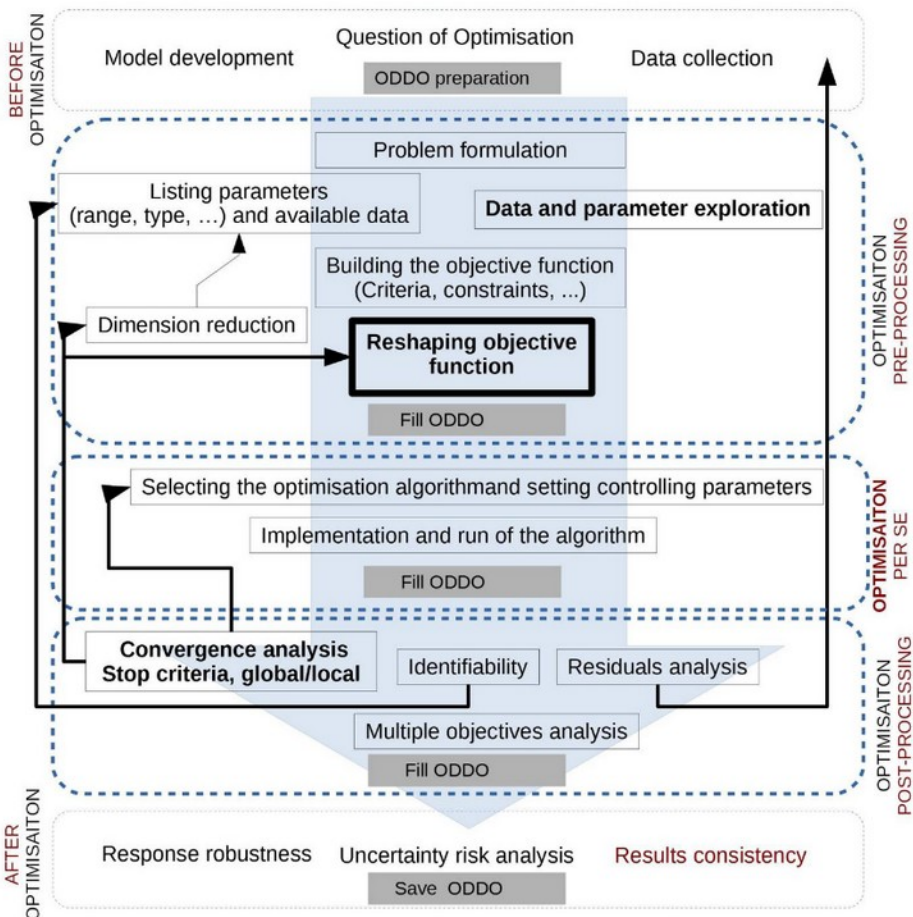 BEFORE
OPTIMISAITON
Model development
Question of Optimisation
Data collection
ODDO preparation
Problem formulation
Listing parameters
(range, type, ...) and available data
Data and parameter exploration
Building the objective function
(Criteria, constraints, ...)
Dimension reduction
Reshaping objective
function
Fill ODDO
OPTIMISAITON
PRE-PROCESSING
Selecting the optimisation algorithmand setting controlling parameters
Implementation and run of the algorithm
Fill ODDO
OPTIMISAITON
PER SE
Convergence analysis
Stop criteria, global/local
Identifiability
Residuals analysis
Multiple objectives analysis
Fill ODDO
OPTIMISAITON
POST-PROCESSING
AFTER
OPTIMISAITON
Response robustness
Uncertainty risk analysis
Results consistency
Save ODDO